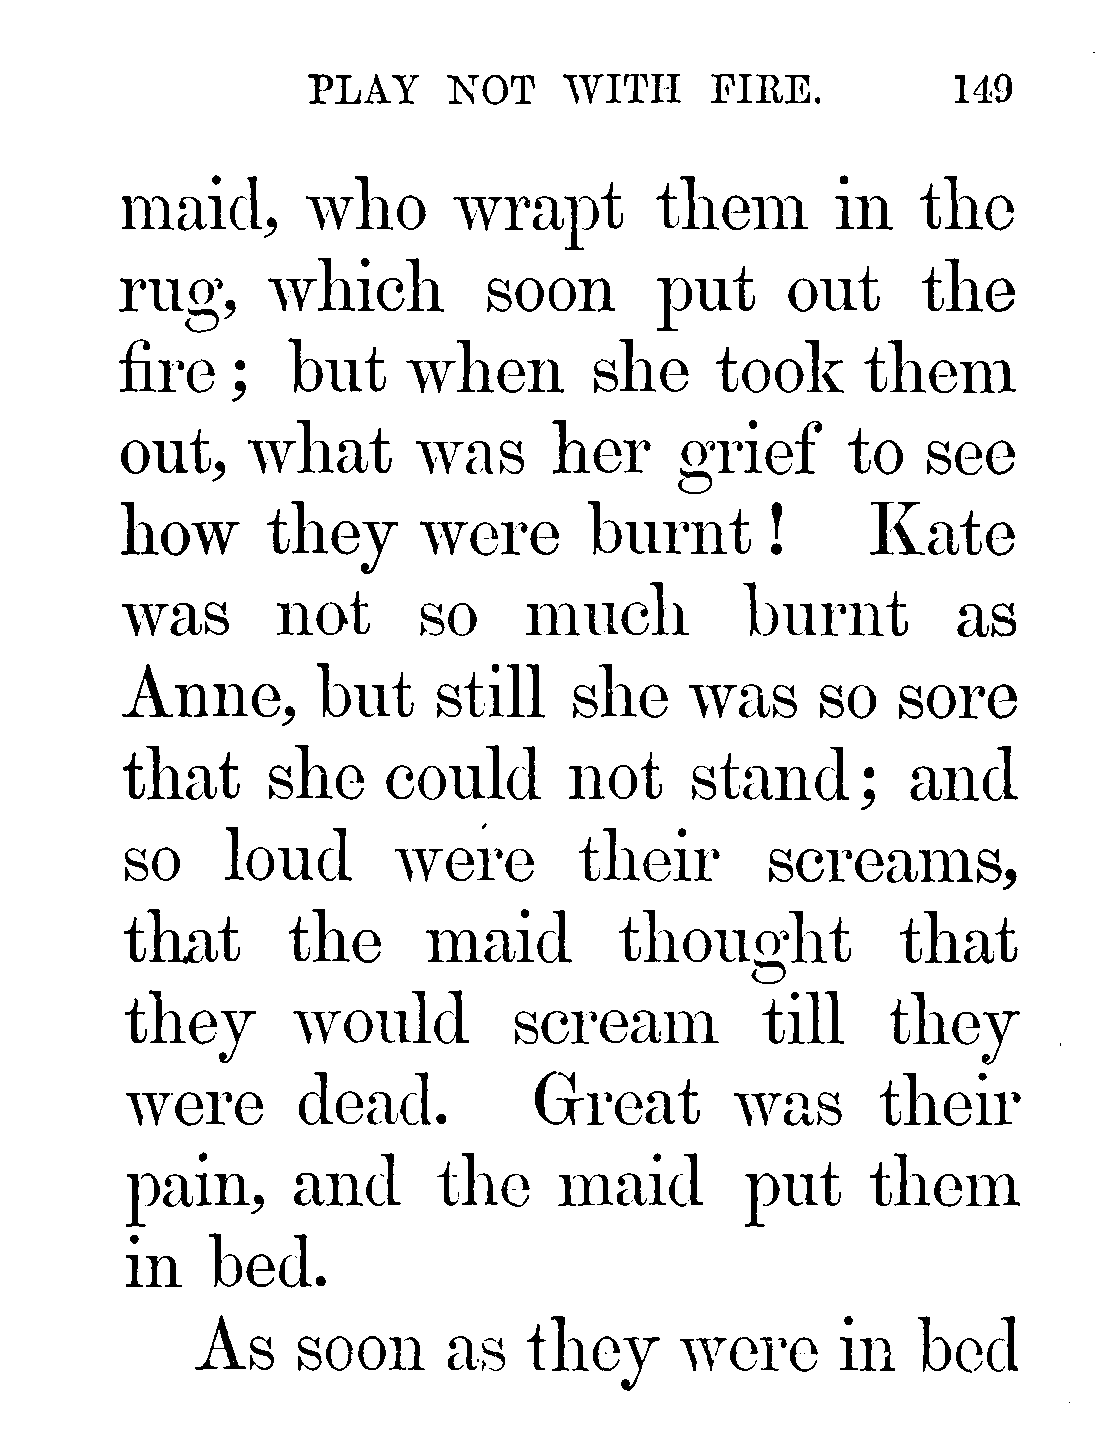 PLAY NOT WITH FIRE. 149
maid, who wrapt them in the
rug, which soon put out the
fire; but when she took them
out, what was her grief to see
how they were burnt! Kate
was not so much burnt as
Anne, but still she was so sore
that she could not stand; and
so loud were their screams,
that the maid thought that
they would scream till they
were dead. Great was their
pain, and the maid put them
in bed.
As soon as they were in bed